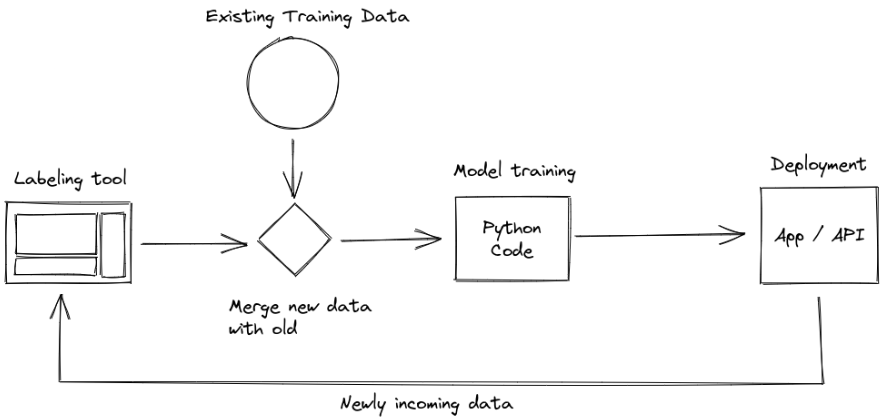 Existing Training Data
Labeling tool
Model training
Deployment
Python
Code
App / API
Merge new data
with old
Newly incoming data